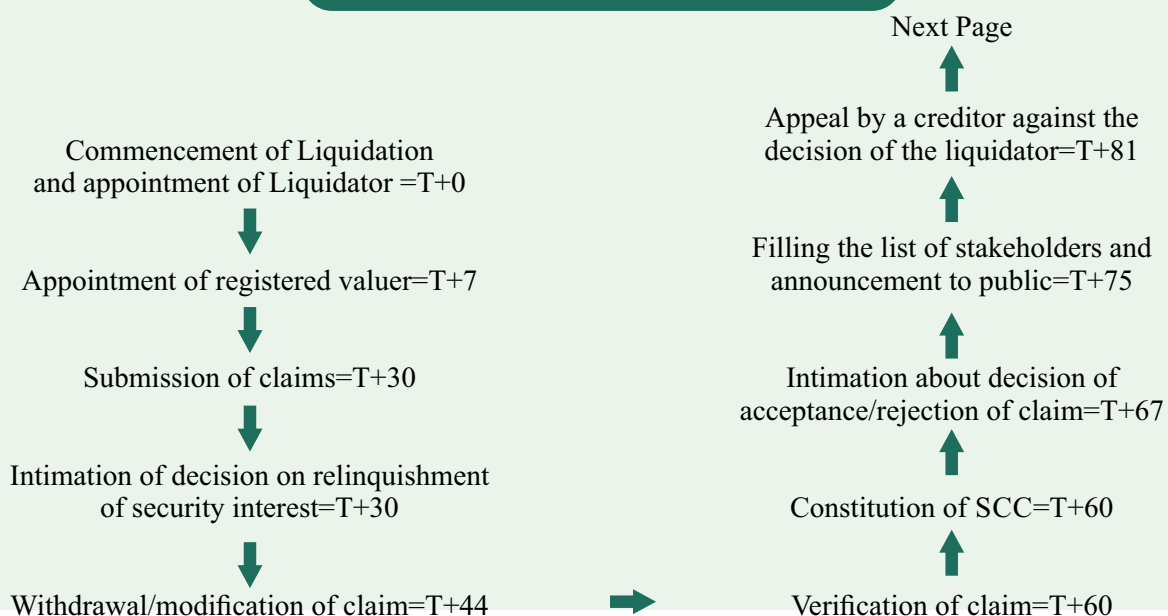 Commencement of Liquidation
and appointment of Liquidator =T+0
Appointment of registered valuer=T+7
Submission of claims=T+30
Intimation of decision on relinquishment
of security interest=T+30
Withdrawal/modification of claim=T+44
Verification of claim=T+60
Constitution of SCC=T+60
Intimation about decision of
acceptance/rejection of claim=T+67
Filling the list of stakeholders and
announcement to public=T+75
Appeal by a creditor against the
decision of the liquidator=T+81
Next Page